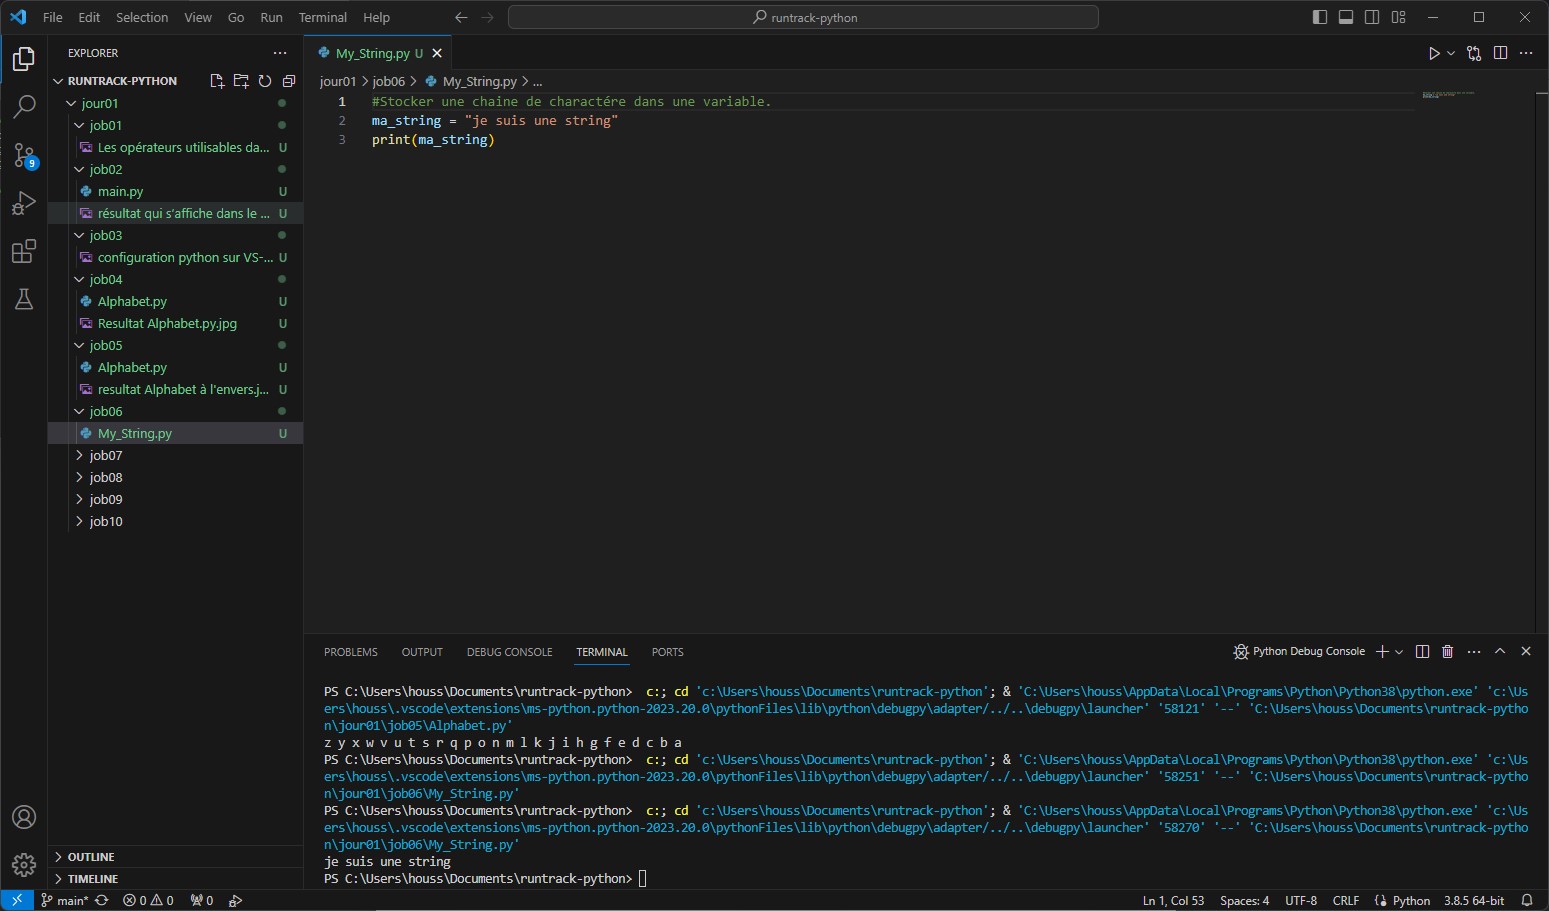 File Edit Selection View Go Run Terminal Help
runtrack-python
EXPLORER
RUNTRACK-PYTHON
jour01
job01
Les opérateurs utilisables da... U
job02
main.py U
résultat qui s'affiche dans le ... U
job03
configuration python sur VS-... U
job04
Alphabet.py U
Resultat Alphabet.py.jpg U
job05
Alphabet.py U
resultat Alphabet à l'envers.j... U
job06
My_String.py U
job07
job08
job09
job10
OUTLINE
TIMELINE
9
My_String.py U
jour01 > job06 > My_String.py > ...
1 #Stocker une chaine de charactére dans une variable.
2 ma_string = "je suis une string"
3 print(ma_string)
PROBLEMS OUTPUT DEBUG CONSOLE TERMINAL PORTS
Python Debug Console
PS C:\Users\houss\Documents\runtrack-python> c:; cd 'c:\Users\houss\Documents\runtrack-python'; & 'C:\Users\houss\AppData\Local\Programs\Python\Python38\python.exe' 'c:\Us
ers\houss\.vscode\extensions\ms-python.python-2023.20.0\pythonFiles\lib\python\debugpy\adapter/../..\debugpy\launcher' '58121' '--' 'C:\Users\houss\Documents\runtrack-pytho
n\jour01\job05\Alphabet.py'
z y x w v u t s r q p o n m l k j i h g f e d c b a
PS C:\Users\houss\Documents\runtrack-python> c:; cd 'c:\Users\houss\Documents\runtrack-python'; & 'C:\Users\houss\AppData\Local\Programs\Python\Python38\python.exe' 'c:\Us
ers\houss\.vscode\extensions\ms-python.python-2023.20.0\pythonFiles\lib\python\debugpy\adapter/../..\debugpy\launcher' '58251' '--' 'C:\Users\houss\Documents\runtrack-pytho
n\jour01\job06\My_String.py'
PS C:\Users\houss\Documents\runtrack-python> c:; cd 'c:\Users\houss\Documents\runtrack-python'; & 'C:\Users\houss\AppData\Local\Programs\Python\Python38\python.exe' 'c:\Us
ers\houss\.vscode\extensions\ms-python.python-2023.20.0\pythonFiles\lib\python\debugpy\adapter/../..\debugpy\launcher' '58270' '--' 'C:\Users\houss\Documents\runtrack-pytho
n\jour01\job06\My_String.py'
je suis une string
PS C:\Users\houss\Documents\runtrack-python>
main* 0 0 0 Ln 1, Col 53 Spaces: 4 UTF-8 CRLF Python 3.8.5 64-bit